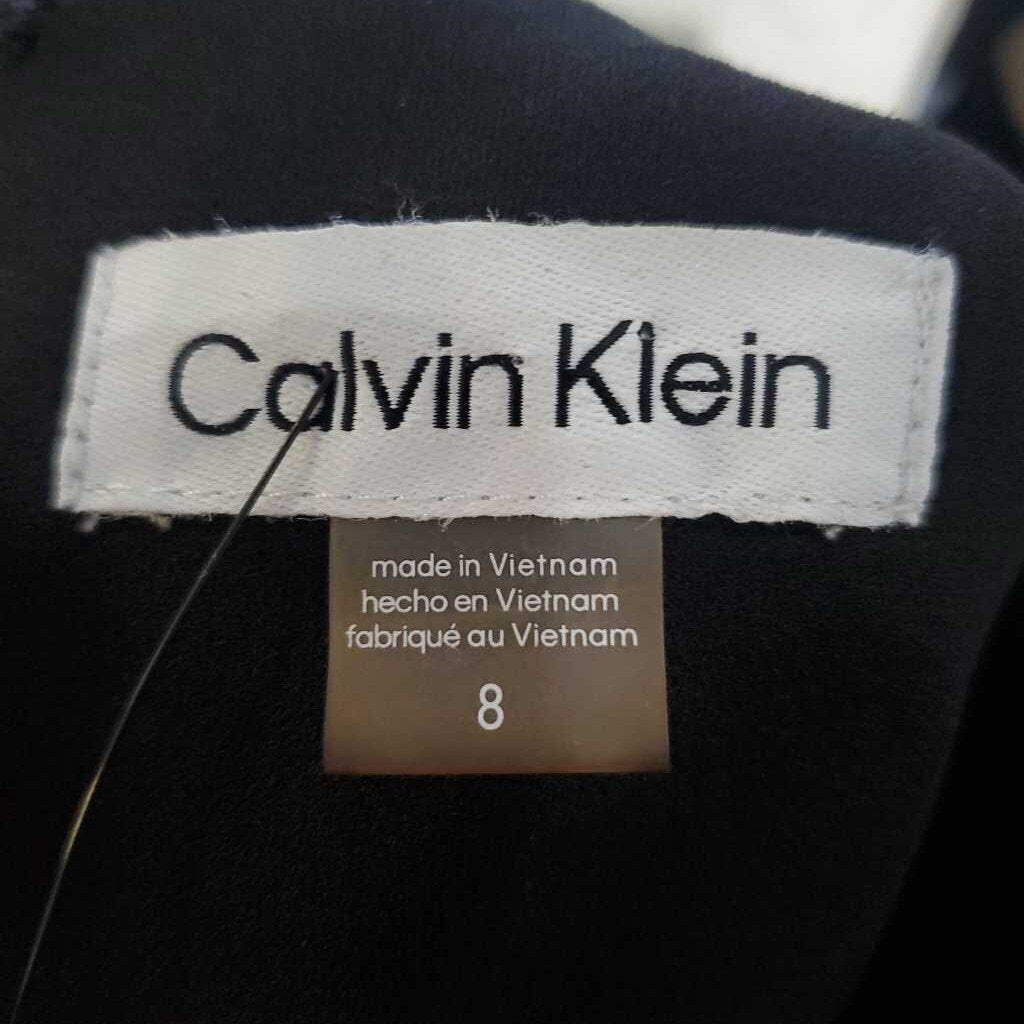 Calvin Klein
made in Vietnam
hecho en Vietnam
fabriqué au Vietnam
8